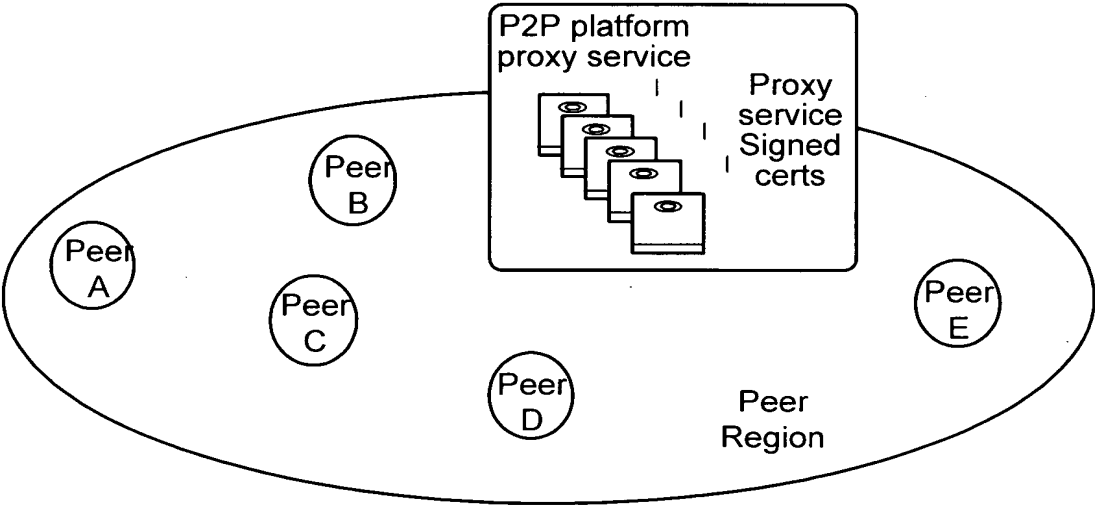 P2P platform
proxy service
Proxy
service
Signed
certs
Peer
B
Peer
A
Peer
C
Peer
E
Peer
D
Peer
Region